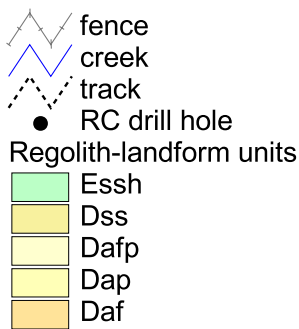 fence
creek
track
RC drill hole
Regolith-landform units
Essh
Dss
Dafp
Dap
Daf